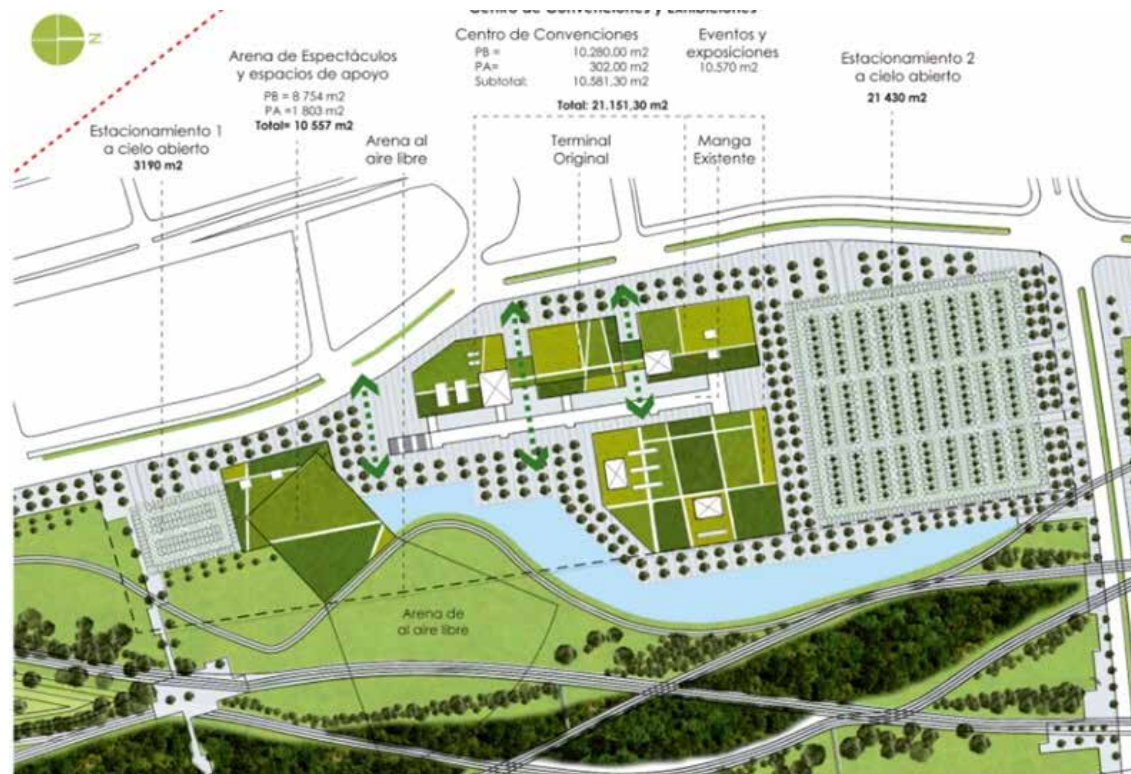 Centro de Convenciones y Exhibiciones
N
Arena de Espectáculos
y espacios de apoyo
PB = 8 754 m2
PA =1 803 m2
Total= 10 557 m2
Centro de Convenciones
PB = 10.280,00 m2
PA= 302,00 m2
Subtotal: 10.581,30 m2
Eventos y
exposiciones
10.570 m2
Total: 21.151,30 m2
Estacionamiento 2
a cielo abierto
21 430 m2
Estacionamiento 1
a cielo abierto
3190 m2
Arena al
aire libre
Terminal
Original
Manga
Existente
Arena de
al aire libre